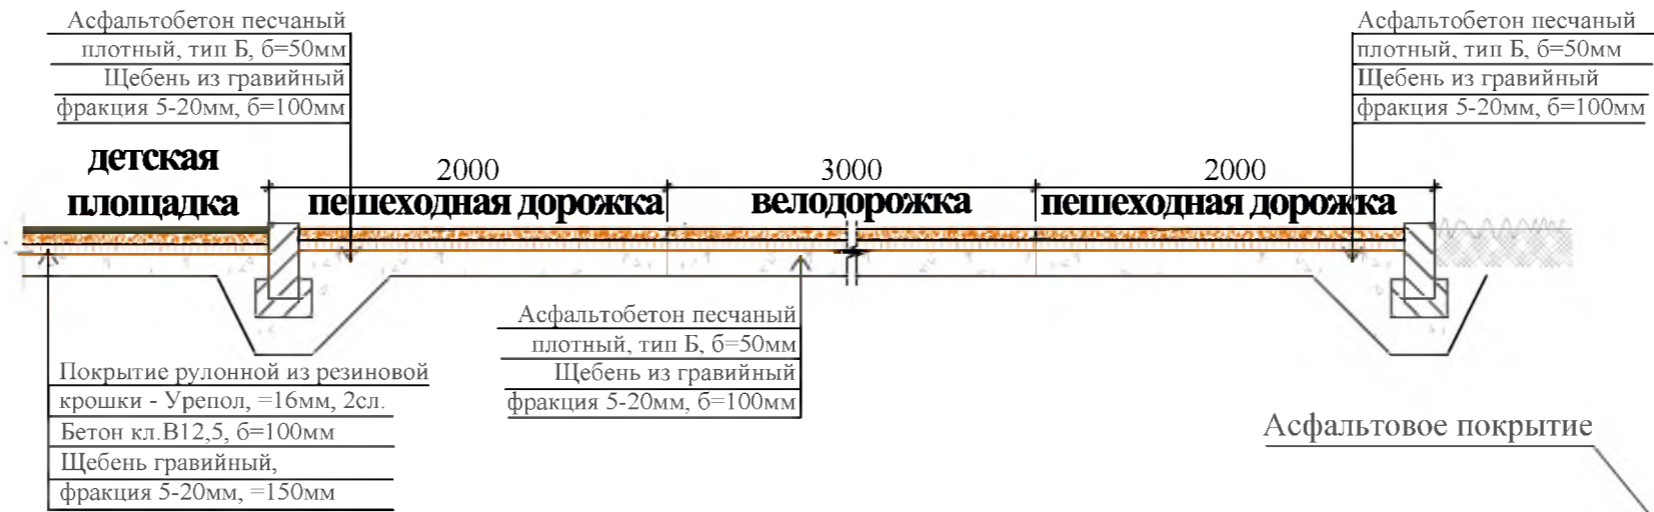 Асфальтобетон песчаный
плотный, тип Б, б=50мм
Щебень из гравийный
фракция 5-20мм, б=100мм
Асфальтобетон песчаный
плотный, тип Б, б=50мм
Щебень из гравийный
фракция 5-20мм, б=100мм
детская
площадка
2000
3000
2000
пешеходная дорожка
велодорожка
пешеходная дорожка
Асфальтобетон песчаный
плотный, тип Б, б=50мм
Щебень из гравийный
фракция 5-20мм, б=100мм
Покрытие рулонной из резиновой
крошки - Урепол, =16мм, 2сл.
Бетон кл.В12,5, б=100мм
Щебень гравийный,
фракция 5-20мм, =150мм
Асфальтовое покрытие